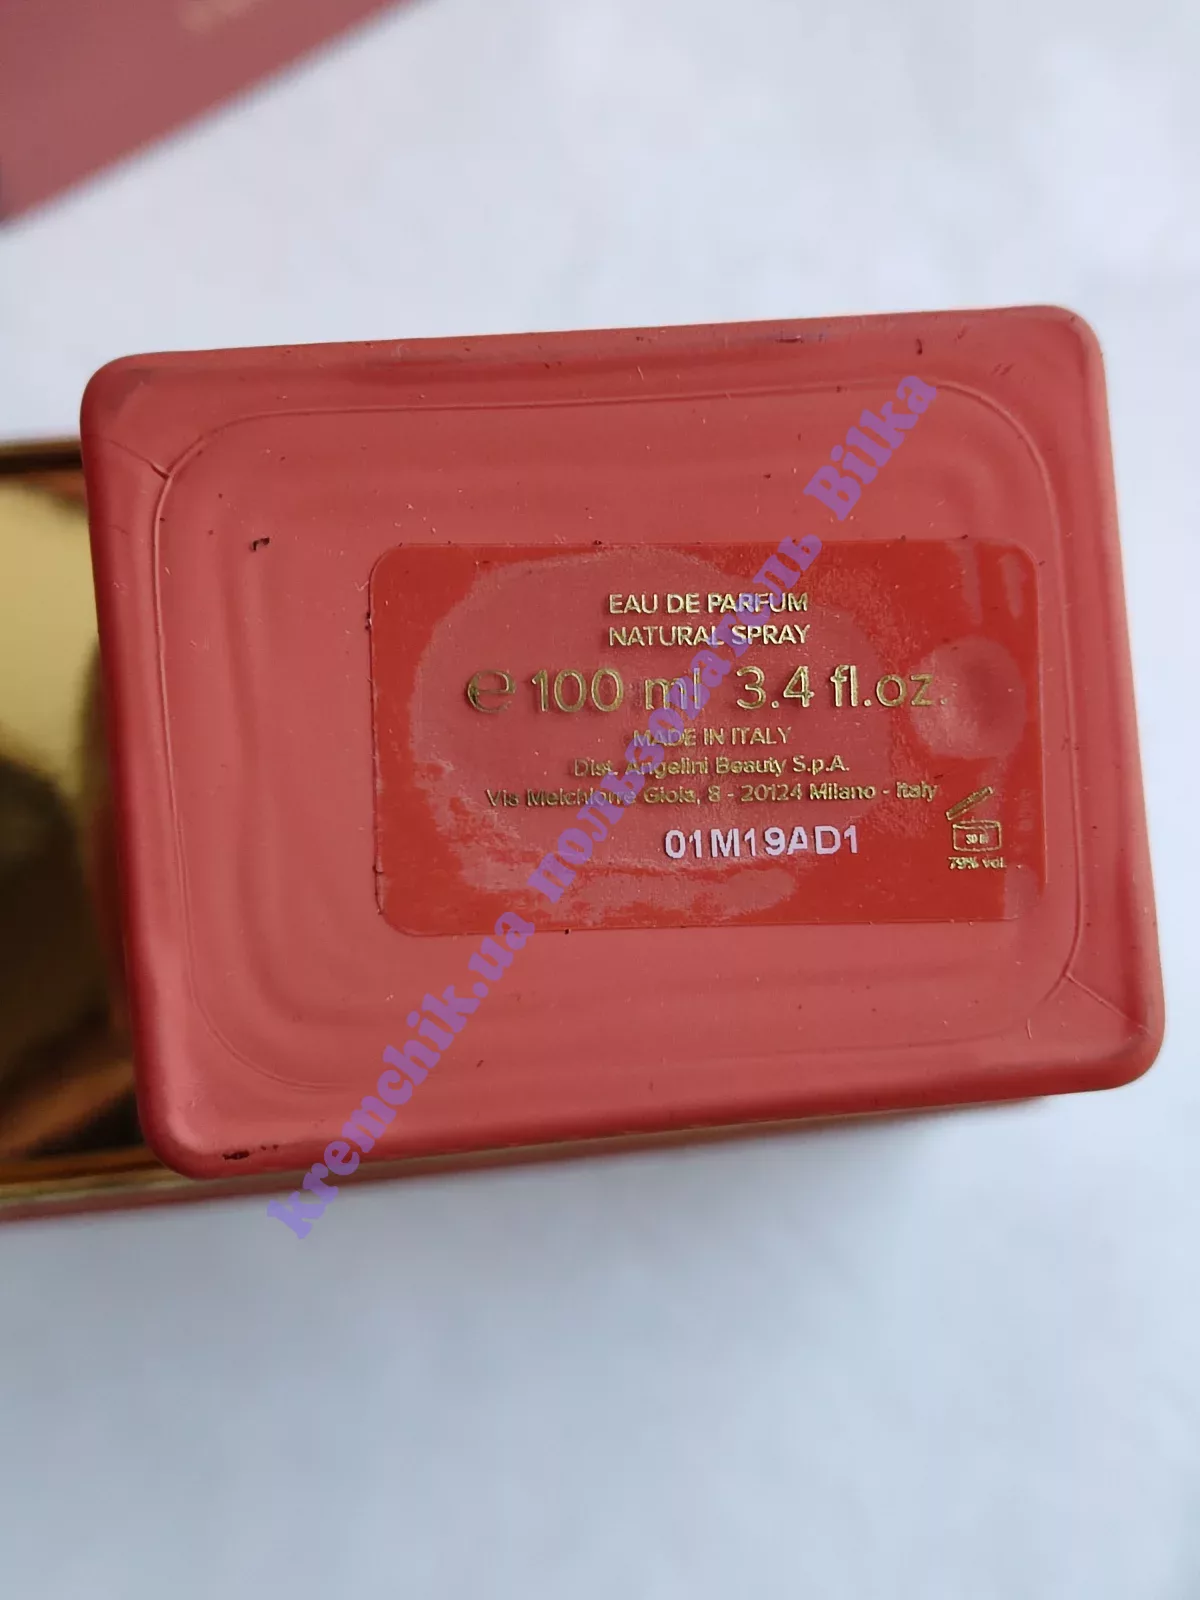 EAU DE PARFUM
NATURAL SPRAY
℮ 100 ml 3.4 fl.oz.
MADE IN ITALY
Dist. Angelini Beauty S.p.A.
Via Melchiorre Gioia, 8 - 20124 Milano - Italy
01M19AD1
30 M
79% vol.
kremchik.ua пользователь Bilka